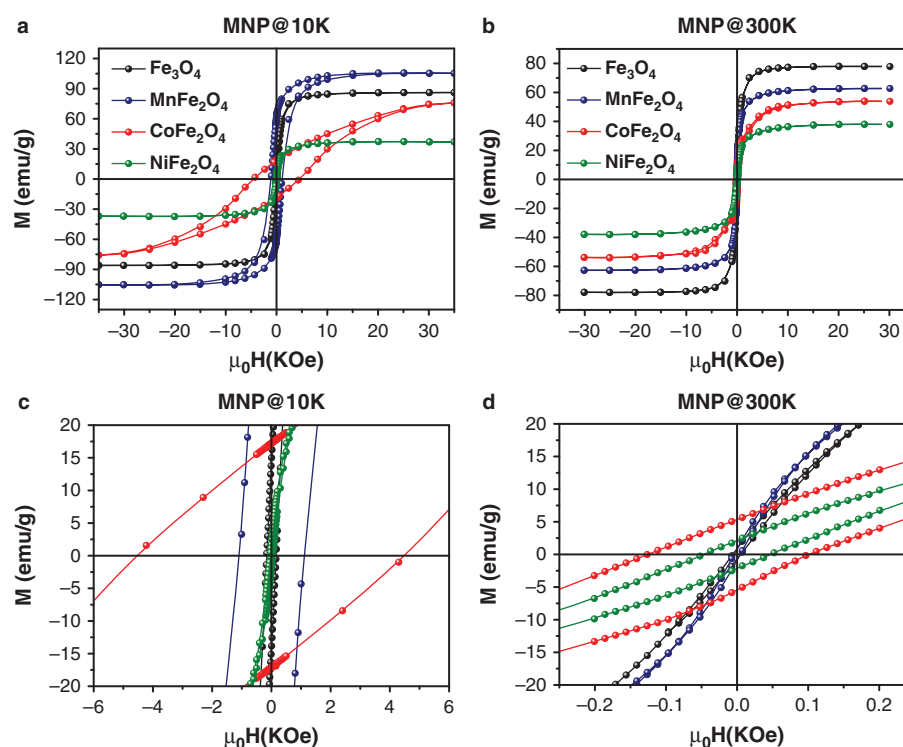 a MNP@10K
120
90
60
30
0
−30
−60
−90
−120
M (emu/g)
Fe₃O₄
MnFe₂O₄
CoFe₂O₄
NiFe₂O₄
−30 −20 −10 0 10 20 30
μ₀H(KOe)
b MNP@300K
80
60
40
20
0
−20
−40
−60
−80
M (emu/g)
Fe₃O₄
MnFe₂O₄
CoFe₂O₄
NiFe₂O₄
−30 −20 −10 0 10 20 30
μ₀H(KOe)
c MNP@10K
20
15
10
5
0
−5
−10
−15
−20
M (emu/g)
−6 −4 −2 0 2 4 6
μ₀H(KOe)
d MNP@300K
20
15
10
5
0
−5
−10
−15
−20
M (emu/g)
−0.2 −0.1 0.0 0.1 0.2
μ₀H(KOe)